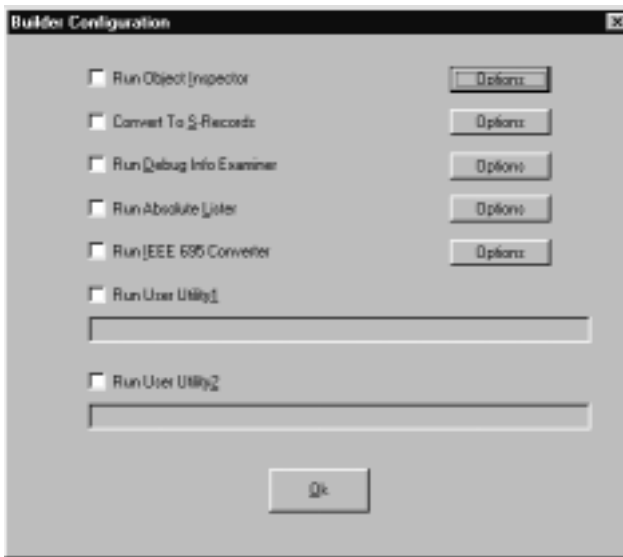 Builder Configuration
Run Object Inspector Options
Convert To S-Records Options
Run Debug Info Examiner Options
Run Absolute Lister Options
Run IEEE 695 Converter Options
Run User Utility1
Run User Utility2
Ok